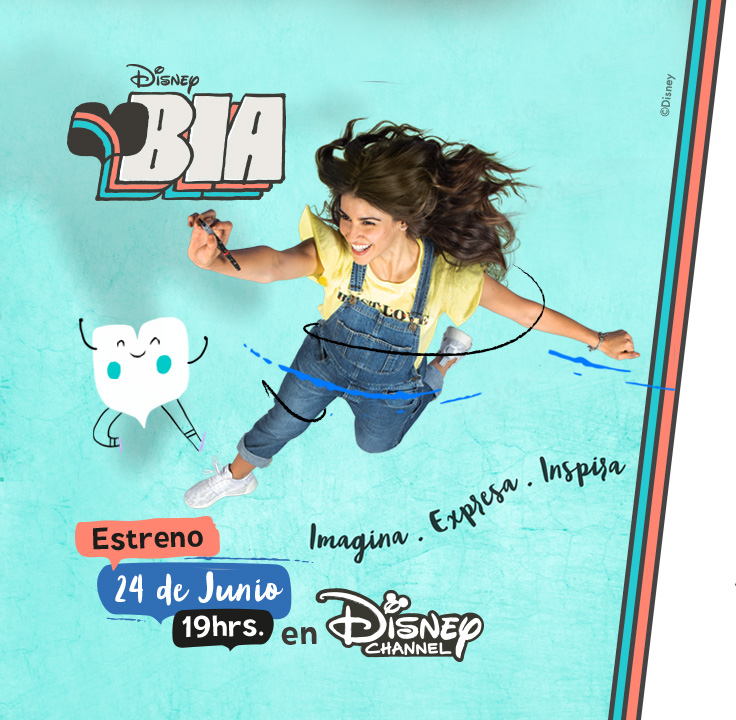 ©Disney
Disney
BIA
Imagina . Expresa . Inspira
Estreno
24 de Junio
19hrs. en Disney
CHANNEL